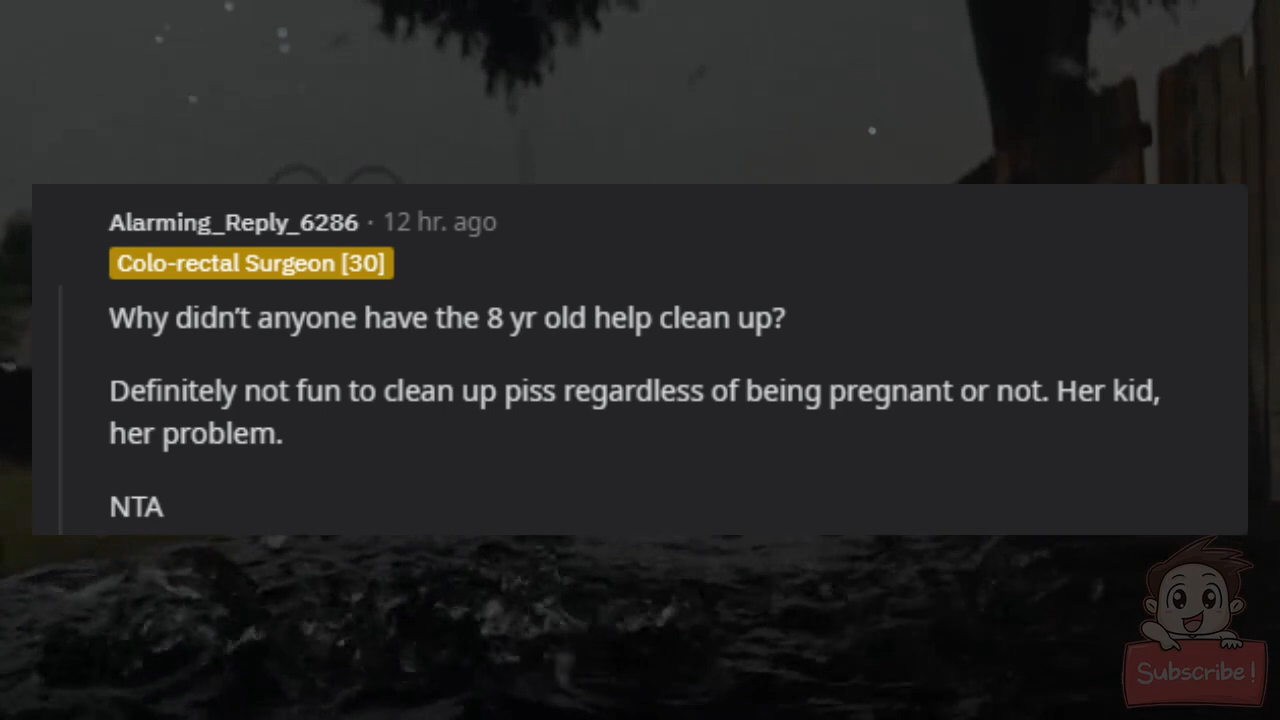 Alarming_Reply_6286 · 12 hr. ago
Colo-rectal Surgeon [30]
Why didn't anyone have the 8 yr old help clean up?
Definitely not fun to clean up piss regardless of being pregnant or not. Her kid,
her problem.
NTA
Subscribe!